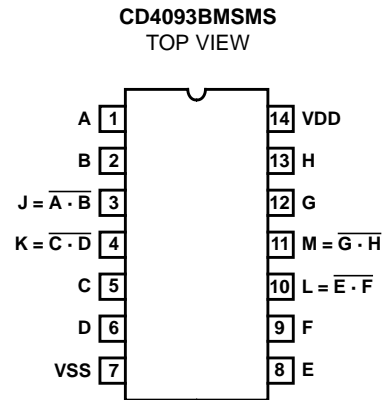 CD4093BMSMS
TOP VIEW
A 1
B 2
J = A · B 3
K = C · D 4
C 5
D 6
VSS 7
14 VDD
13 H
12 G
11 M = G · H
10 L = E · F
9 F
8 E